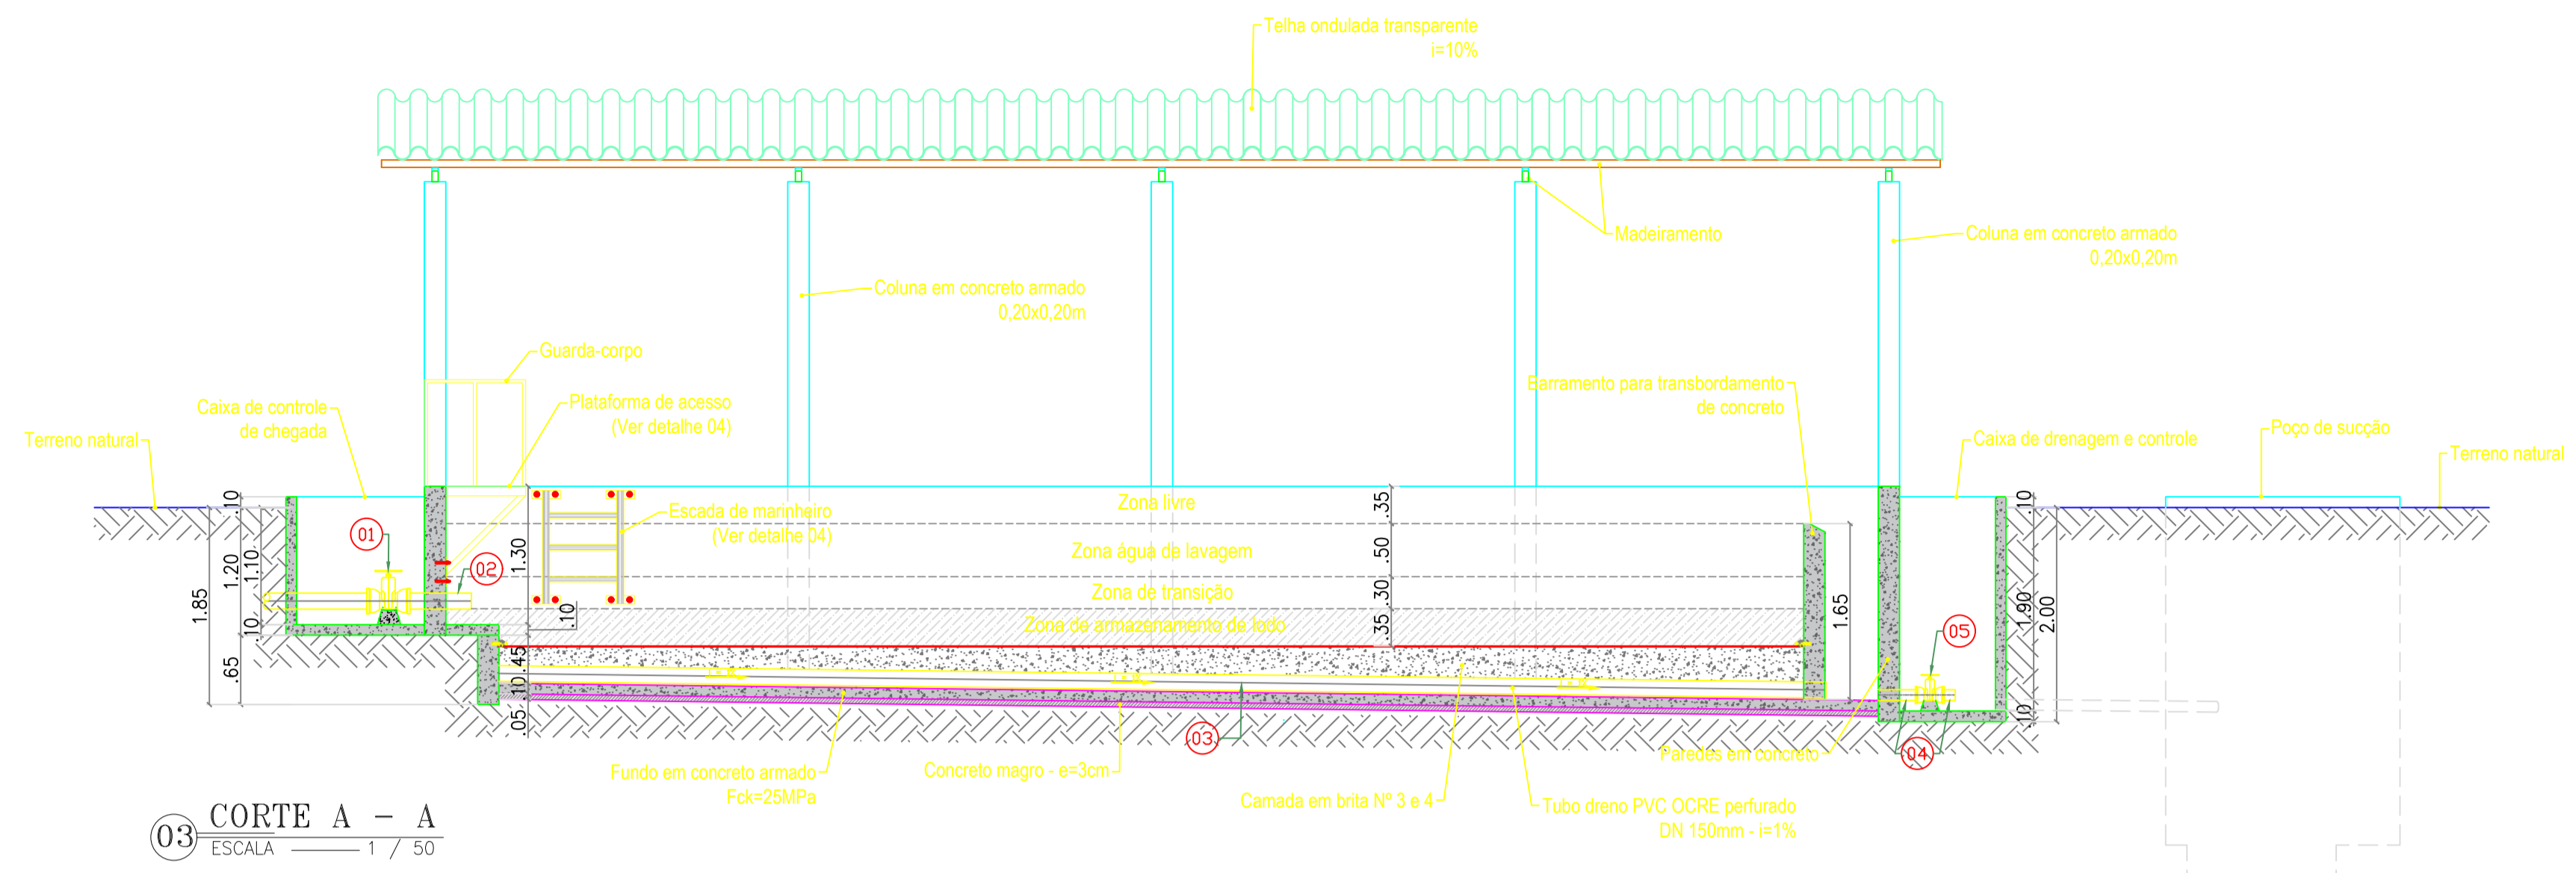 Telha ondulada transparente
i=10%
Madeiramento
Coluna em concreto armado
0,20x0,20m
Coluna em concreto armado
0,20x0,20m
Guarda-corpo
Plataforma de acesso
(Ver detalhe 04)
Caixa de controle
de chegada
Terreno natural
Barramento para transbordamento
de concreto
Caixa de drenagem e controle
Poço de sucção
Terreno natural
Escada de marinheiro
(Ver detalhe 04)
Zona livre
Zona água de lavagem
Zona de transição
Zona de armazenamento de lodo
01
02
03
04
05
.10
1.10
1.20
1.85
.10
.65
1.30
.10
.45
.10
.05
.35
.50
.30
.35
1.65
.10
1.90
2.00
.10
Fundo em concreto armado
Fck=25MPa
Concreto magro - e=3cm
Camada em brita Nº 3 e 4
Tubo dreno PVC OCRE perfurado
DN 150mm - i=1%
Paredes em concreto
03
CORTE A - A
ESCALA 1 / 50